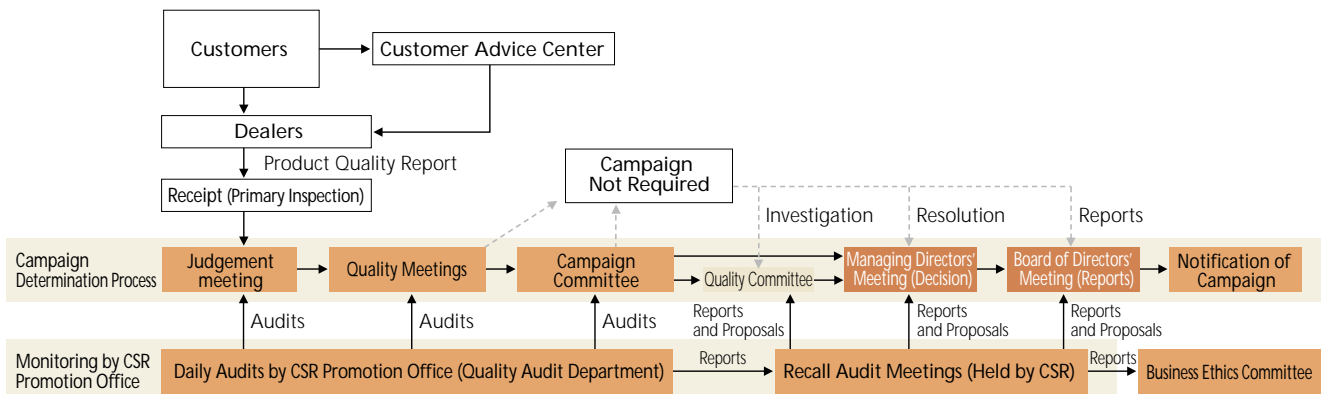 Customers
Customer Advice Center
Dealers
Product Quality Report
Receipt (Primary Inspection)
Campaign
Not Required
Investigation
Resolution
Reports
Campaign
Determination Process
Judgement
meeting
Quality Meetings
Campaign
Committee
Quality Committee
Managing Directors'
Meeting (Decision)
Board of Directors'
Meeting (Reports)
Notification of
Campaign
Audits
Audits
Audits
Reports
and Proposals
Reports
and Proposals
Reports
and Proposals
Monitoring by CSR
Promotion Office
Daily Audits by CSR Promotion Office (Quality Audit Department)
Reports
Recall Audit Meetings (Held by CSR)
Reports
Business Ethics Committee